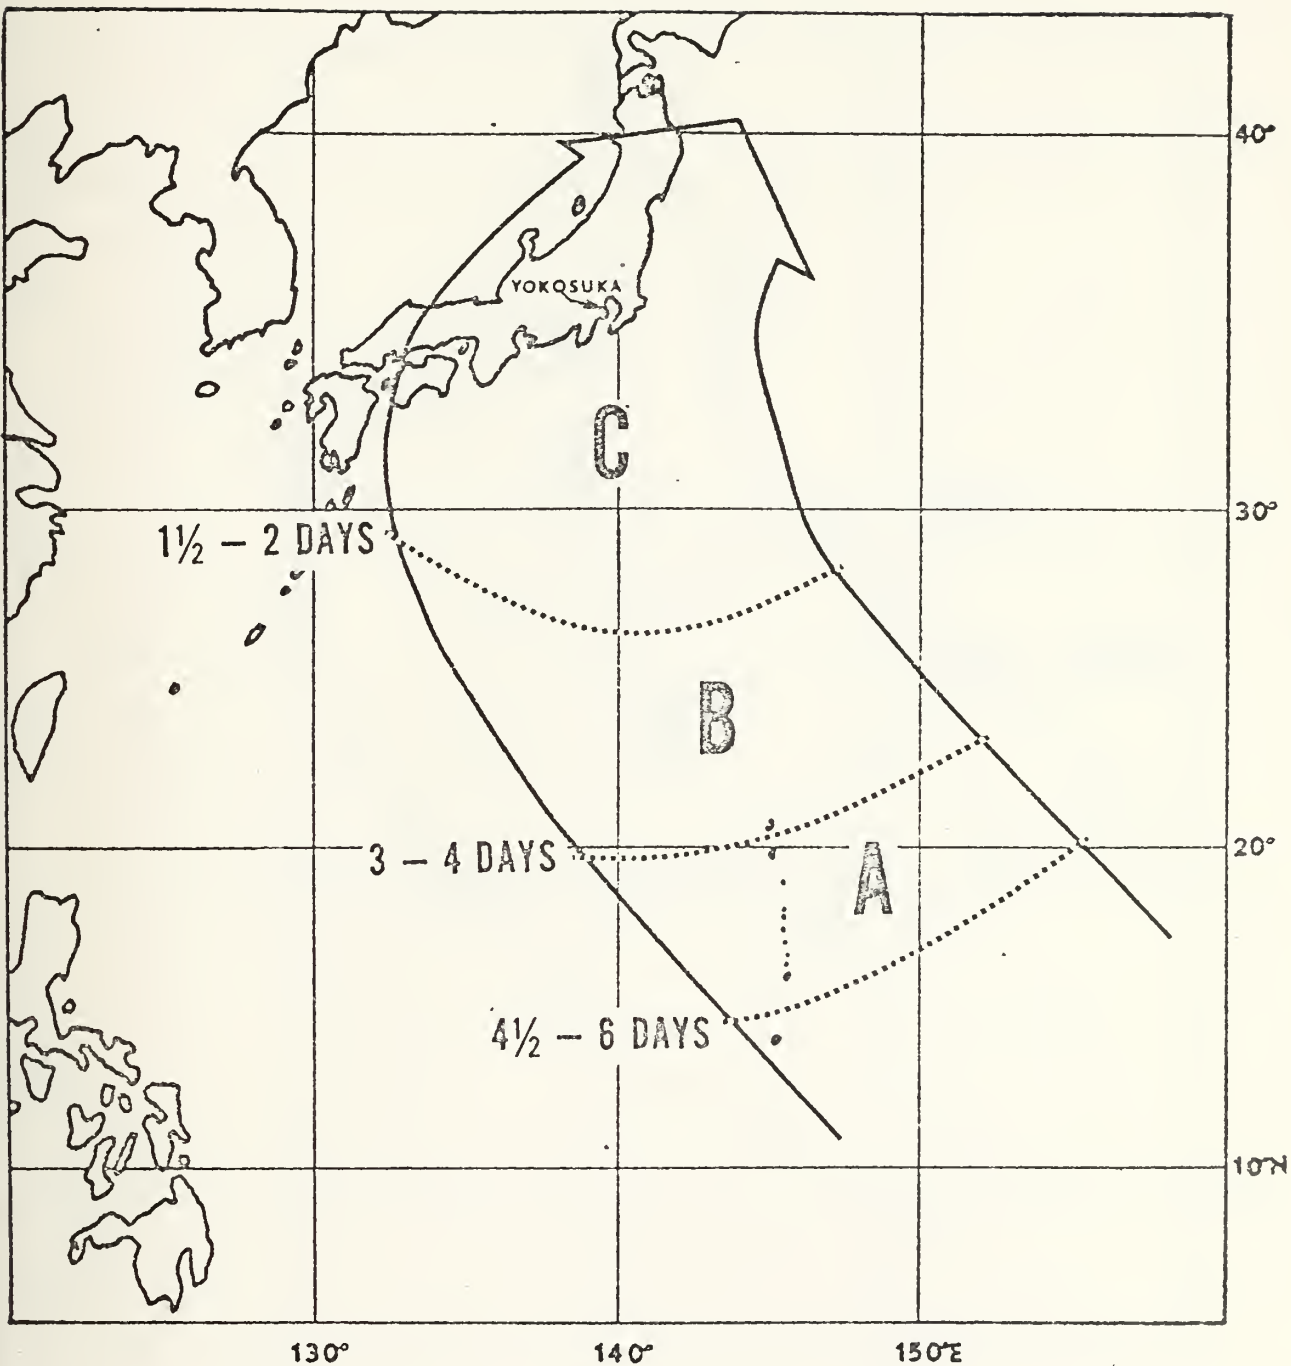 40°
YOKOSUKA
C
30°
1½ – 2 DAYS
B
3 – 4 DAYS
A
20°
4½ – 6 DAYS
10°N
130°
140°
150°E